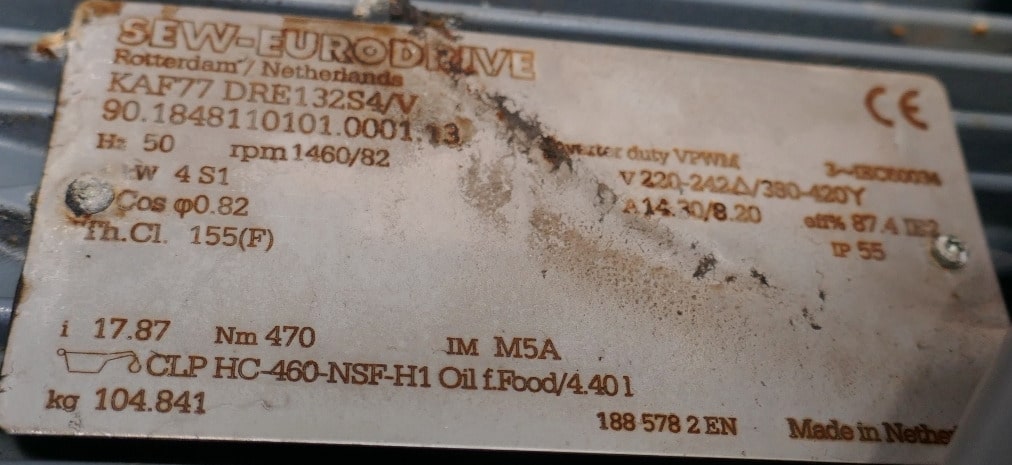 SEW-EURODRIVE
Rotterdam / Netherlands
CE
KAF77 DRE132S4/V
90.1848110101.0001.13
Hz 50 rpm 1460/82 duty VPWM
W 4 S1 V 220-242Δ/380-420Y
Cos φ0.82 A 14.30/8.20 eff% 87.4 IE2
Th.Cl. 155(F) IP 55
i 17.87 Nm 470 IM M5A
CLP HC-460-NSF-H1 Oil f.Food/4.40 l
kg 104.841 188 578 2 EN Made in